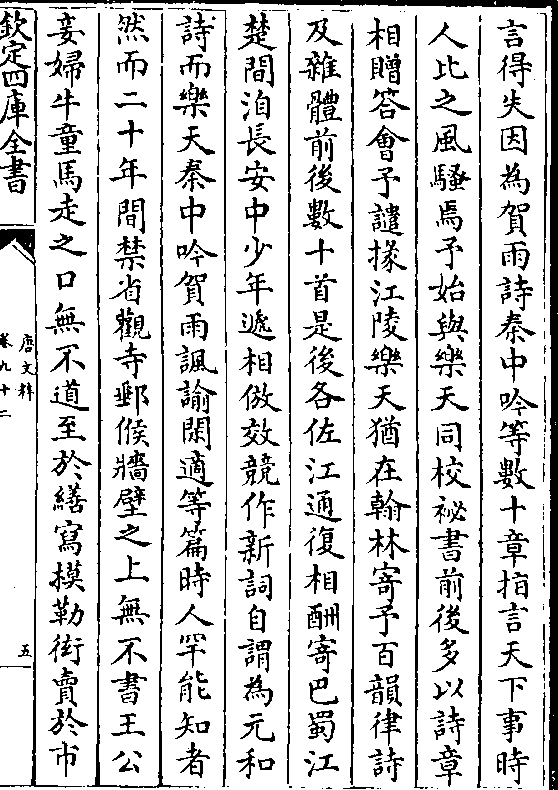 言得失因為賀雨詩秦中吟等數十章指言天下事時
人比之風騷焉予始與樂天同校祕書前後多以詩章
相贈答會予譴掾江陵樂天猶在翰林寄予百韻律詩
及雜體前後數十首是後各佐江通復相酬寄巴蜀江
楚間洎長安中少年遞相倣效競作新詞自謂為元和
詩而樂天秦中吟賀雨諷諭閑適等篇時人罕能知者
然而二十年間禁省觀寺郵候牆壁之上無不書王公
妾婦牛童馬走之口無不道至於繕寫摸勒衒賣於市
欽定四庫全書
唐文粹
卷九十二
五